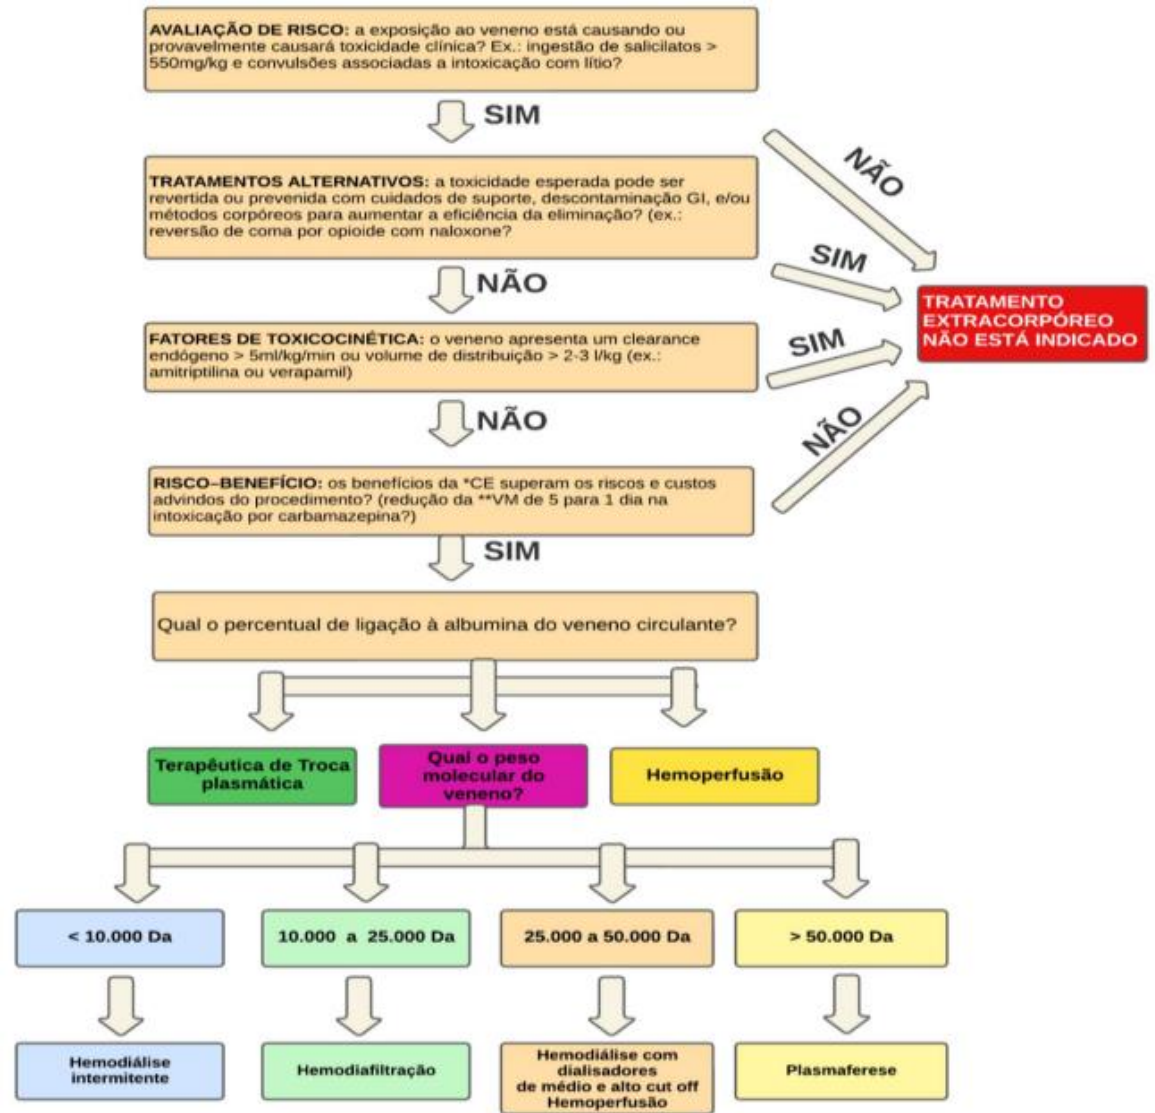 AVALIAÇÃO DE RISCO: a exposição ao veneno está causando ou
provavelmente causará toxicidade clínica? Ex.: ingestão de salicilatos >
550mg/kg e convulsões associadas a intoxicação com lítio?
SIM
NÃO
TRATAMENTOS ALTERNATIVOS: a toxicidade esperada pode ser
revertida ou prevenida com cuidados de suporte, descontaminação GI, e/ou
métodos corpóreos para aumentar a eficiência da eliminação? (ex.:
reversão de coma por opioide com naloxone?
SIM
NÃO
TRATAMENTO
EXTRACORPÓREO
NÃO ESTÁ INDICADO
FATORES DE TOXICOCINÉTICA: o veneno apresenta um clearance
endógeno > 5ml/kg/min ou volume de distribuição > 2-3 l/kg (ex.:
amitriptilina ou verapamil)
SIM
NÃO
RISCO–BENEFÍCIO: os benefícios da *CE superam os riscos e custos
advindos do procedimento? (redução da **VM de 5 para 1 dia na
intoxicação por carbamazepina?)
NÃO
SIM
Qual o percentual de ligação à albumina do veneno circulante?
Terapêutica de Troca
plasmática
Qual o peso
molecular do
veneno?
Hemoperfusão
< 10.000 Da
10.000 a 25.000 Da
25.000 a 50.000 Da
> 50.000 Da
Hemodiálise
intermitente
Hemodiafiltração
Hemodiálise com
dialisadores
de médio e alto cut off
Hemoperfusão
Plasmaferese